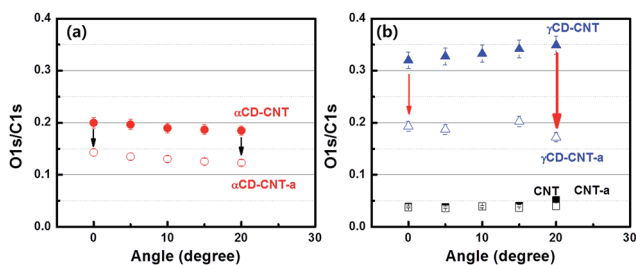 (a)
O1s/C1s
0.4
0.3
0.2
0.1
0.0
αCD-CNT
αCD-CNT-a
0
10
20
30
Angle (degree)
(b)
O1s/C1s
0.4
0.3
0.2
0.1
0.0
γCD-CNT
γCD-CNT-a
CNT CNT-a
0
10
20
30
Angle (degree)